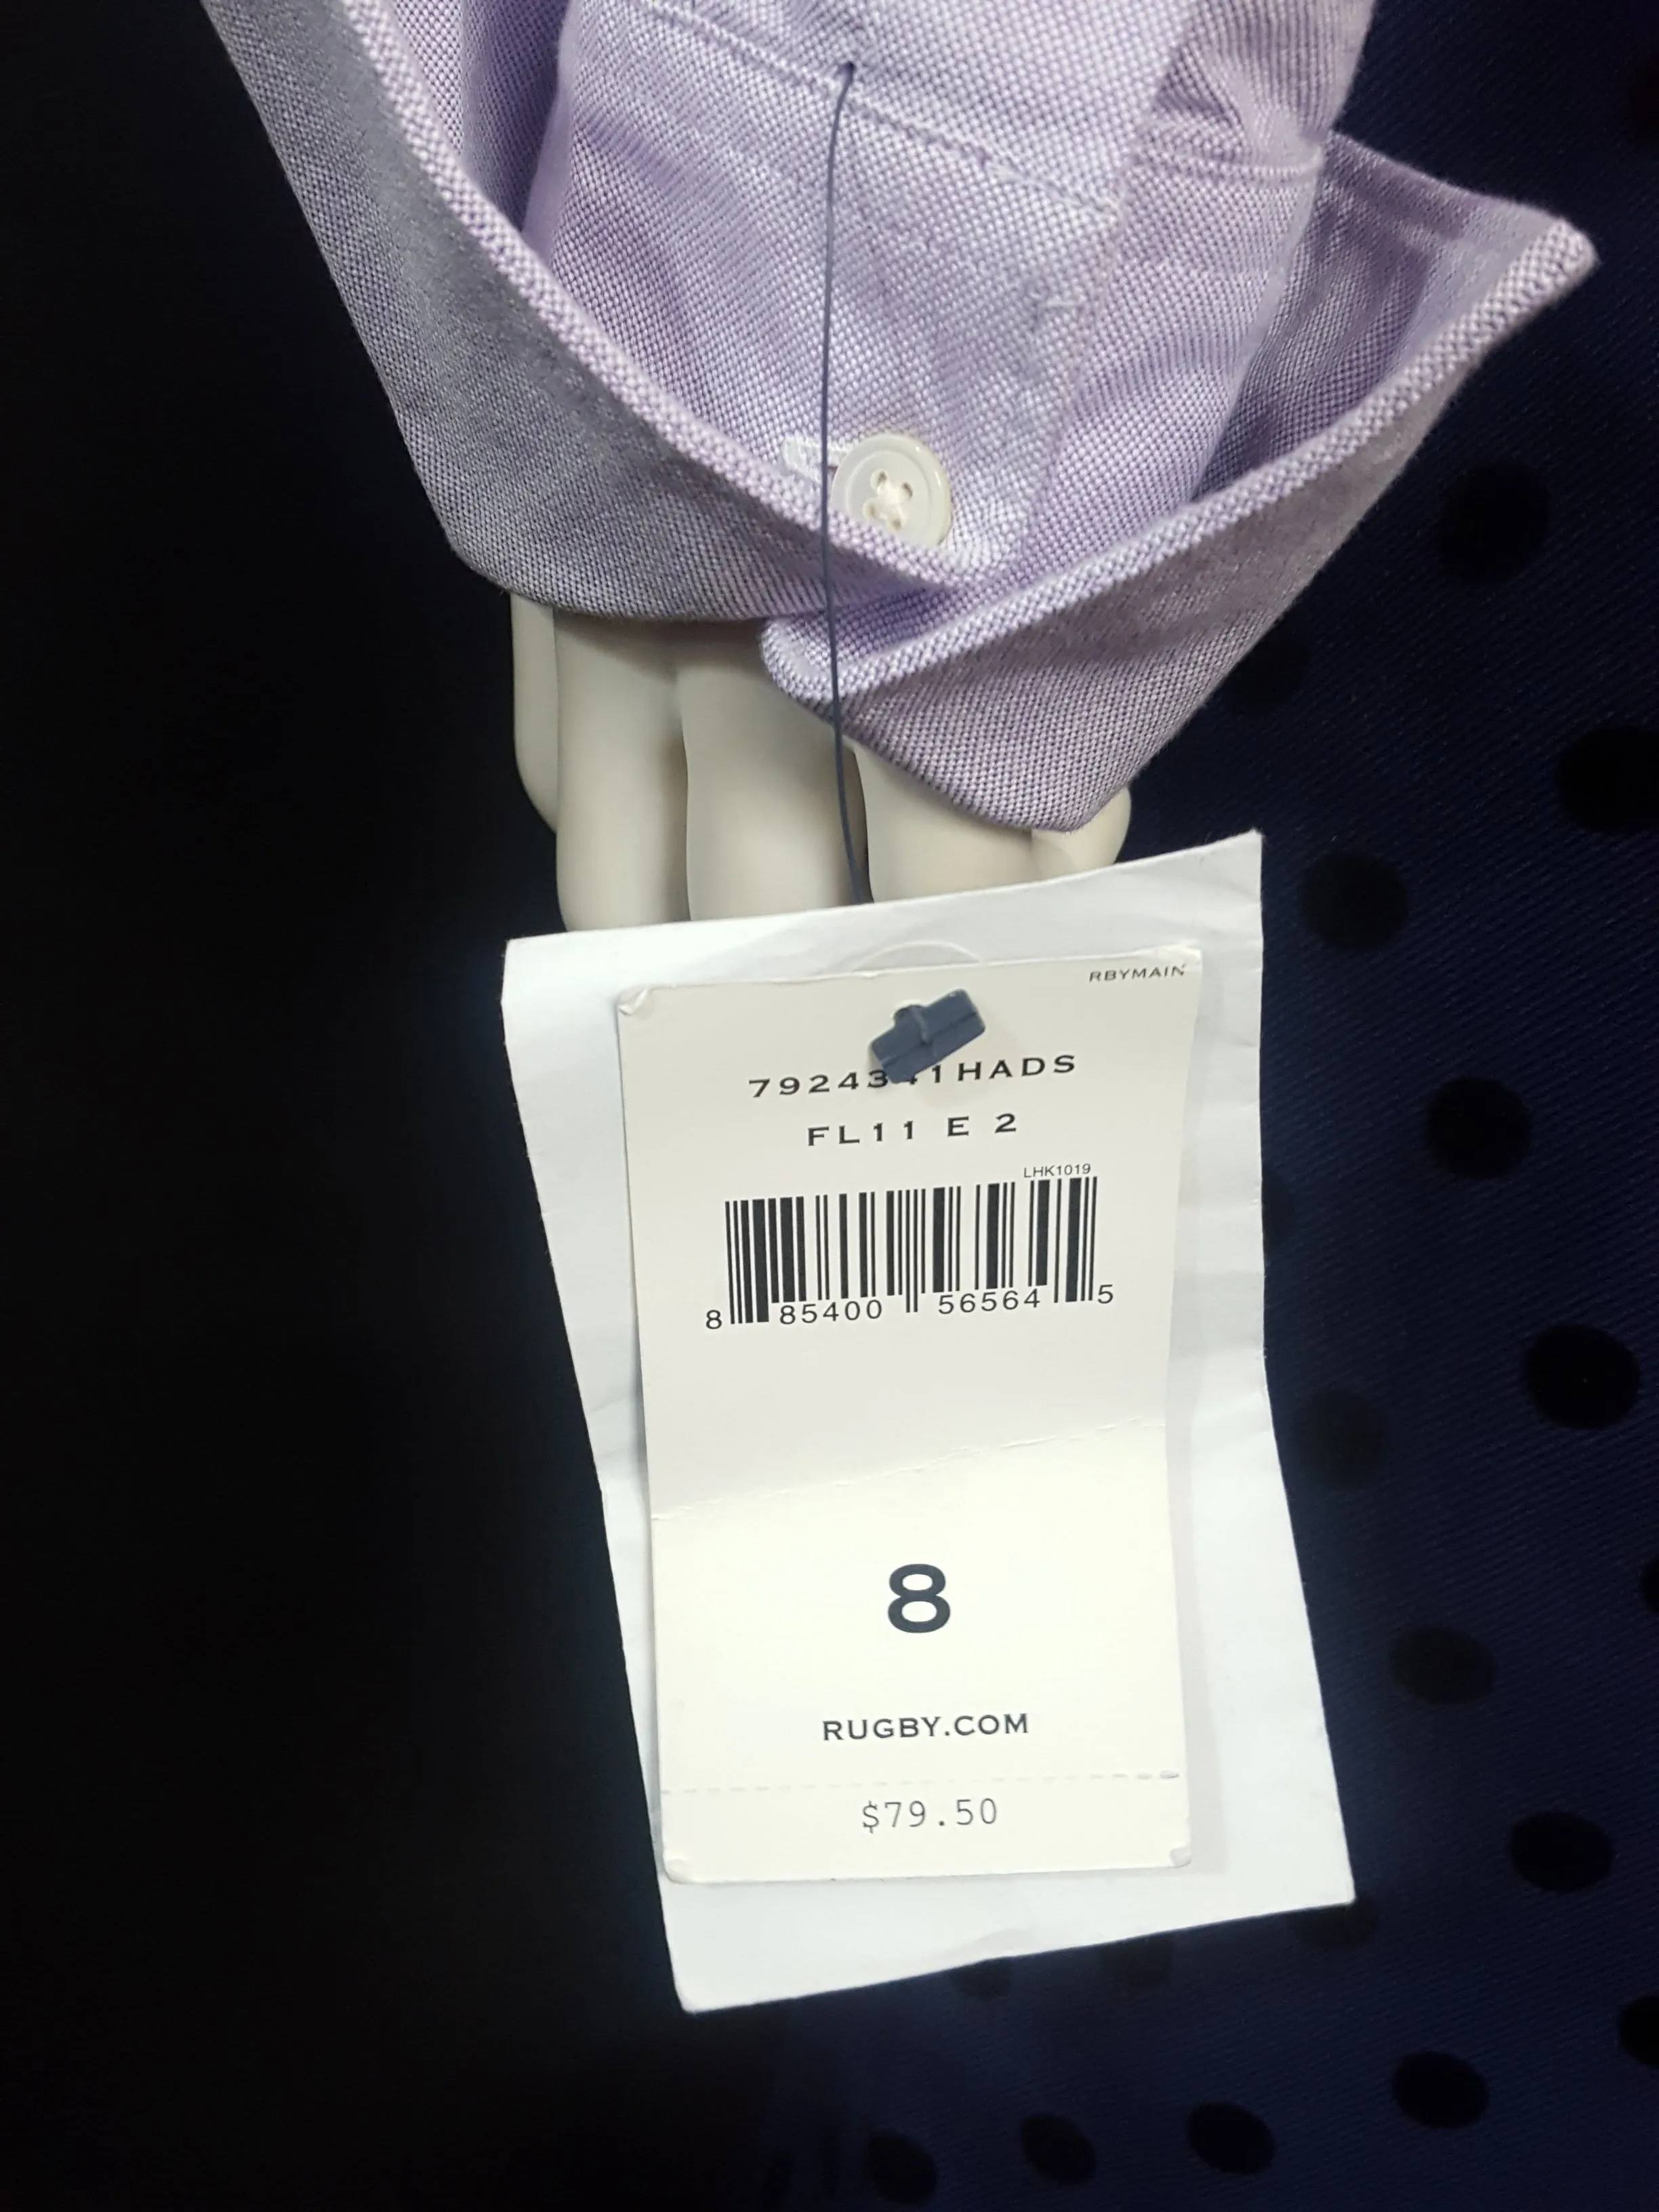 RBYMAIN
FL11 E 2
LHK1019
8 85400 56564 5
8
RUGBY.COM
$79.50